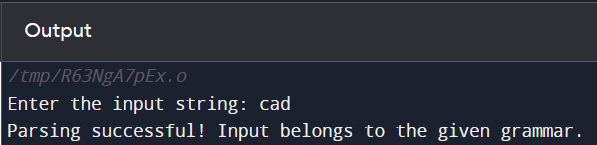 Output
/tmp/R63NgA7pEx.o
Enter the input string: cad
Parsing successful! Input belongs to the given grammar.